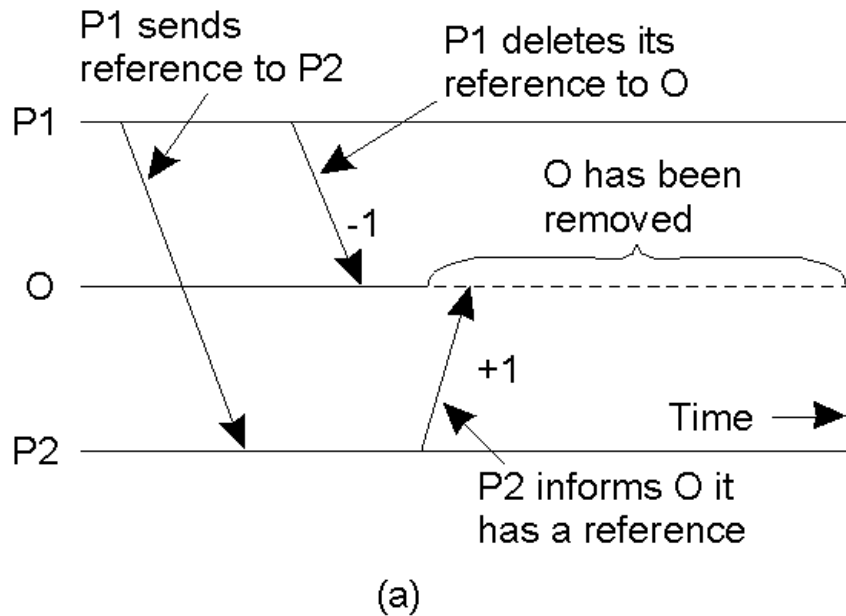 P1 sends
reference to P2
P1 deletes its
reference to O
P1
O has been
removed
-1
O
+1
Time
P2
P2 informs O it
has a reference
(a)